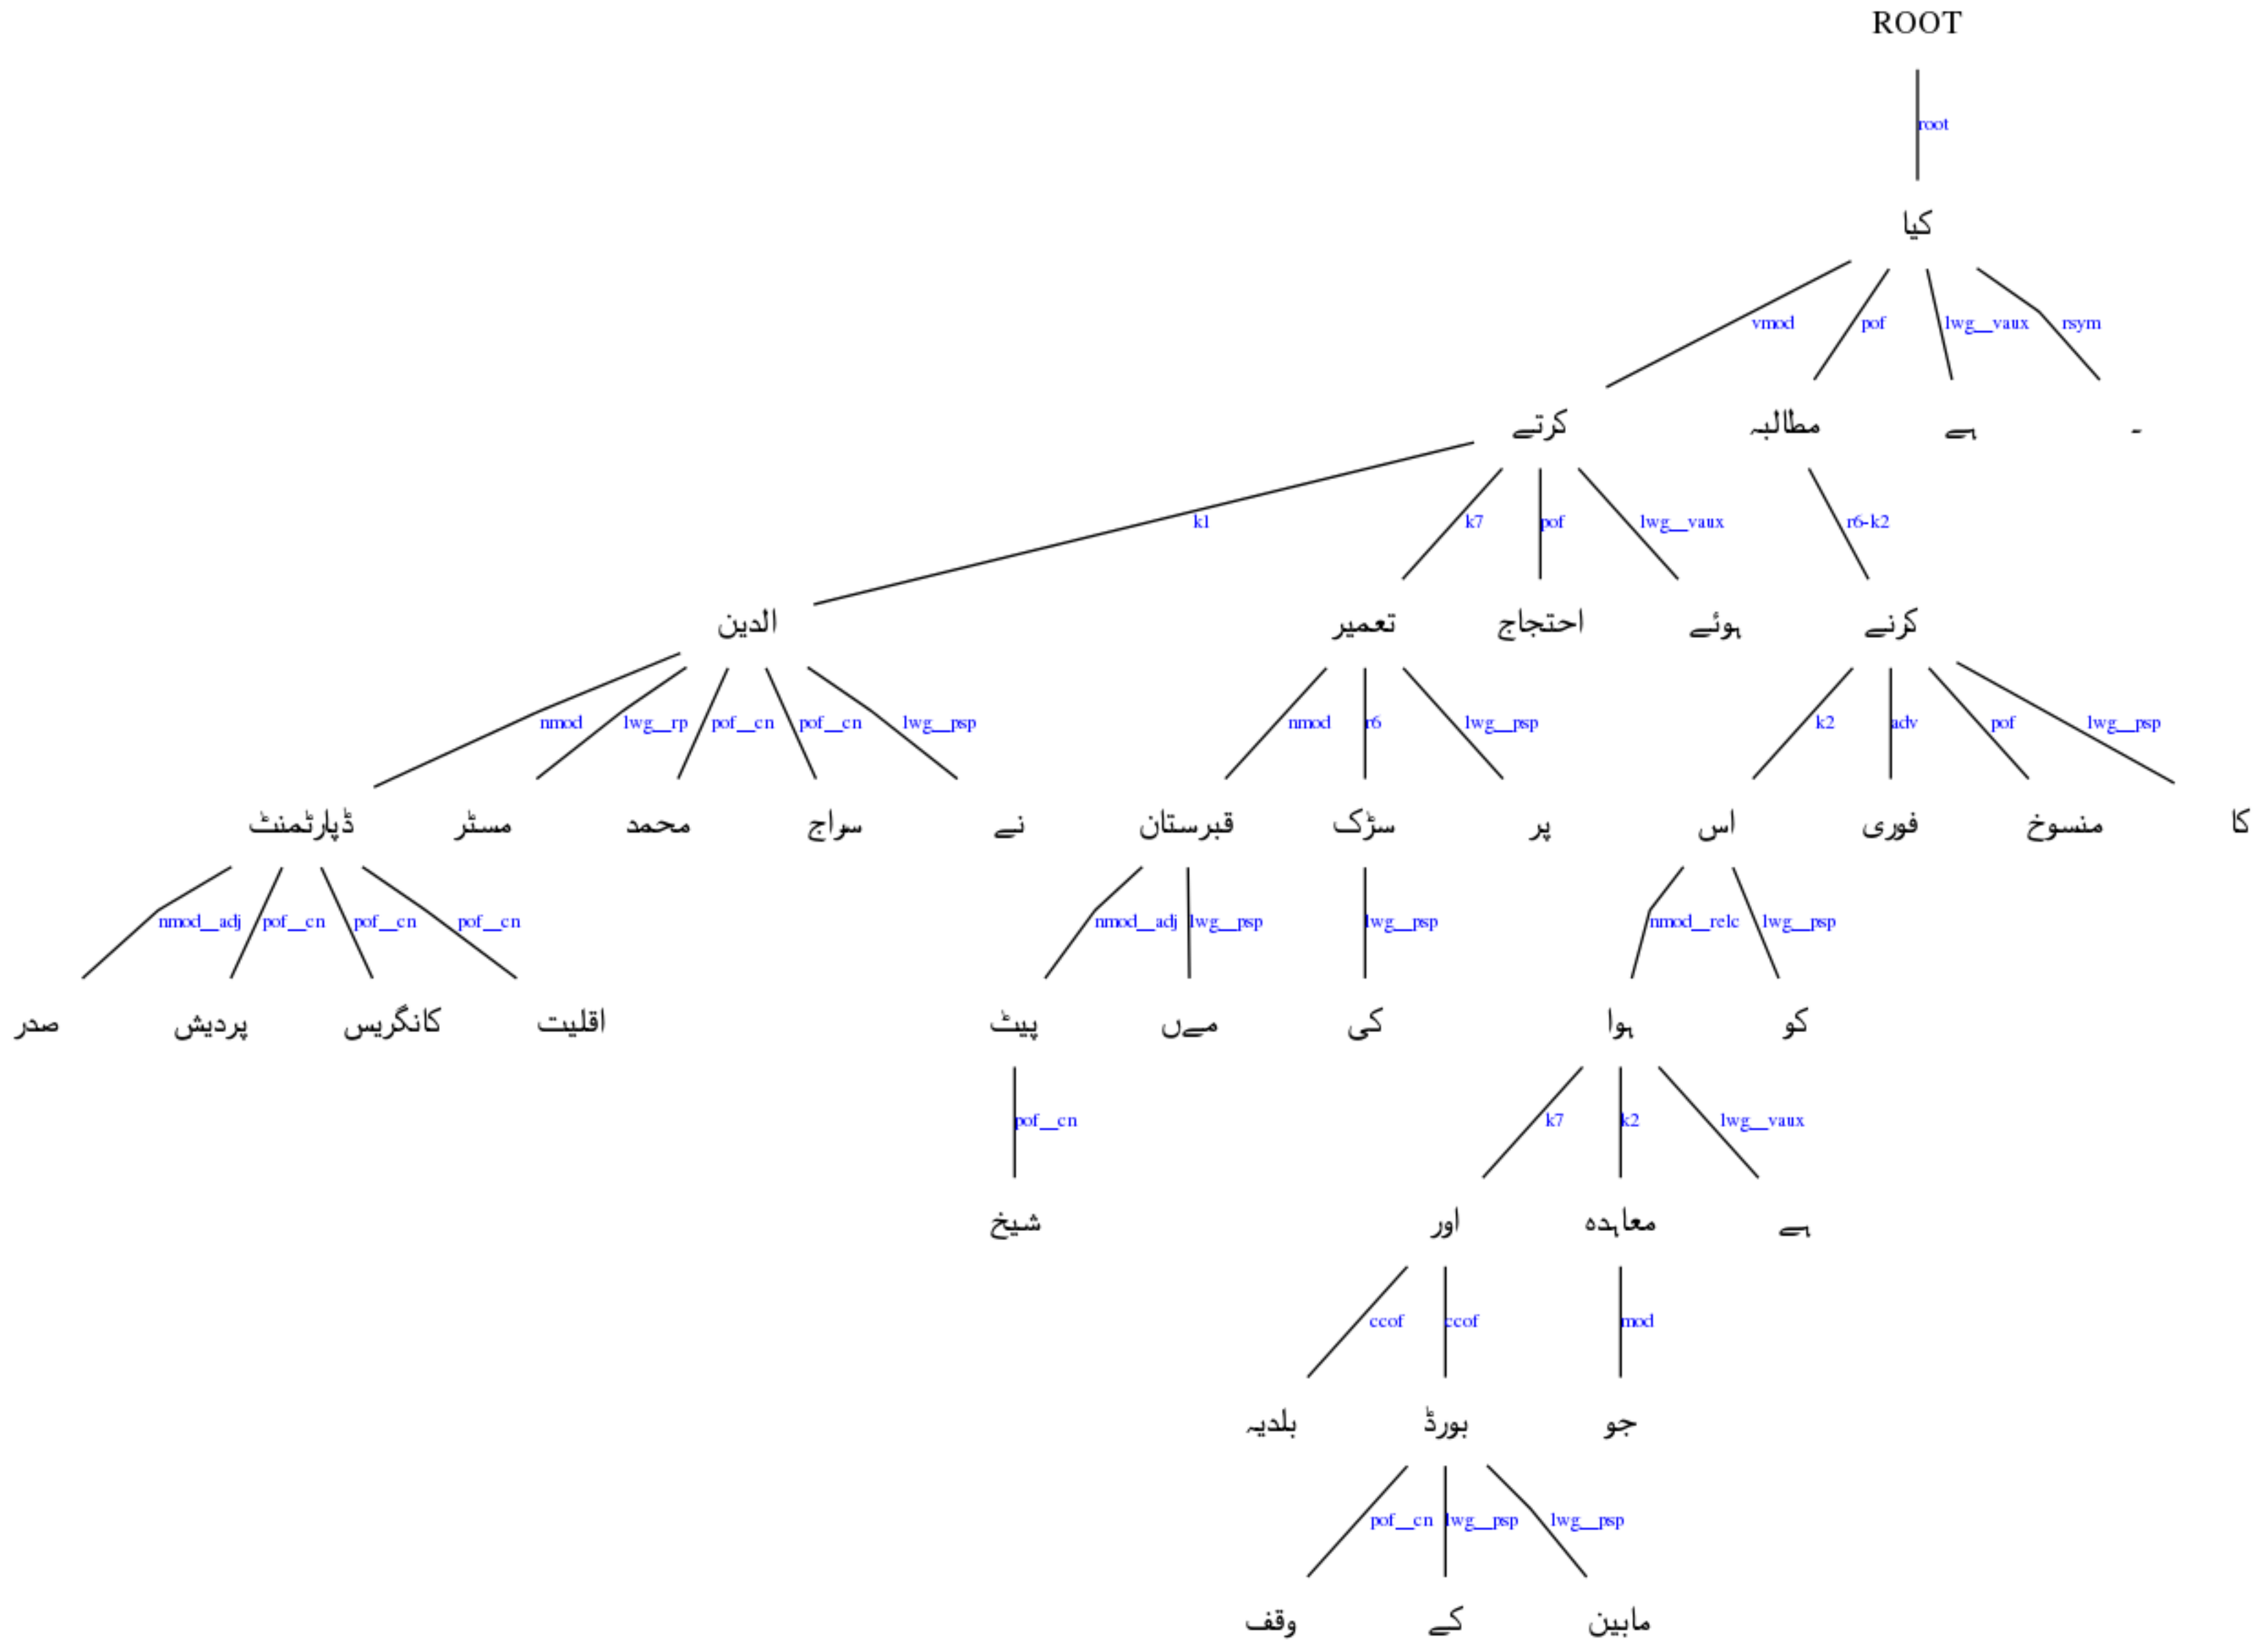 ROOT
root
کیا
vmod pof lwg__vaux rsym
کرتے مطالبہ ہے ۔
k1 k7 pof lwg__vaux r6-k2
الدین تعمیر احتجاج ہوئے کرنے
nmod lwg__rp pof__cn pof__cn lwg__psp nmod r6 lwg__psp k2 adv pof lwg__psp
ڈپارٹمنٹ مسٹر محمد سراج نے قبرستان سڑک پر اس فوری منسوخ کا
nmod__adj pof__cn pof__cn pof__cn nmod__adj lwg__psp lwg__psp nmod__relc lwg__psp
صدر پردیش کانگریس اقلیت پیٹ مےں کی ہوا کو
pof__cn k7 k2 lwg__vaux
شیخ اور معاہدہ ہے
ccof ccof mod
بلدیہ بورڈ جو
pof__cn lwg__psp lwg__psp
وقف کے مابین